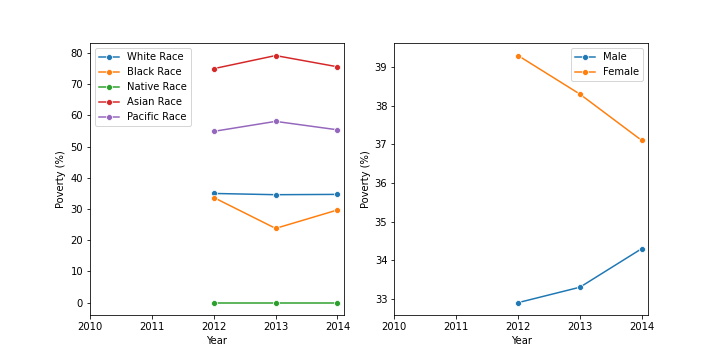 80
70
60
50
40
30
20
10
0
Poverty (%)
White Race
Black Race
Native Race
Asian Race
Pacific Race
2010 2011 2012 2013 2014
Year
39
38
37
36
35
34
33
Poverty (%)
Male
Female
2010 2011 2012 2013 2014
Year